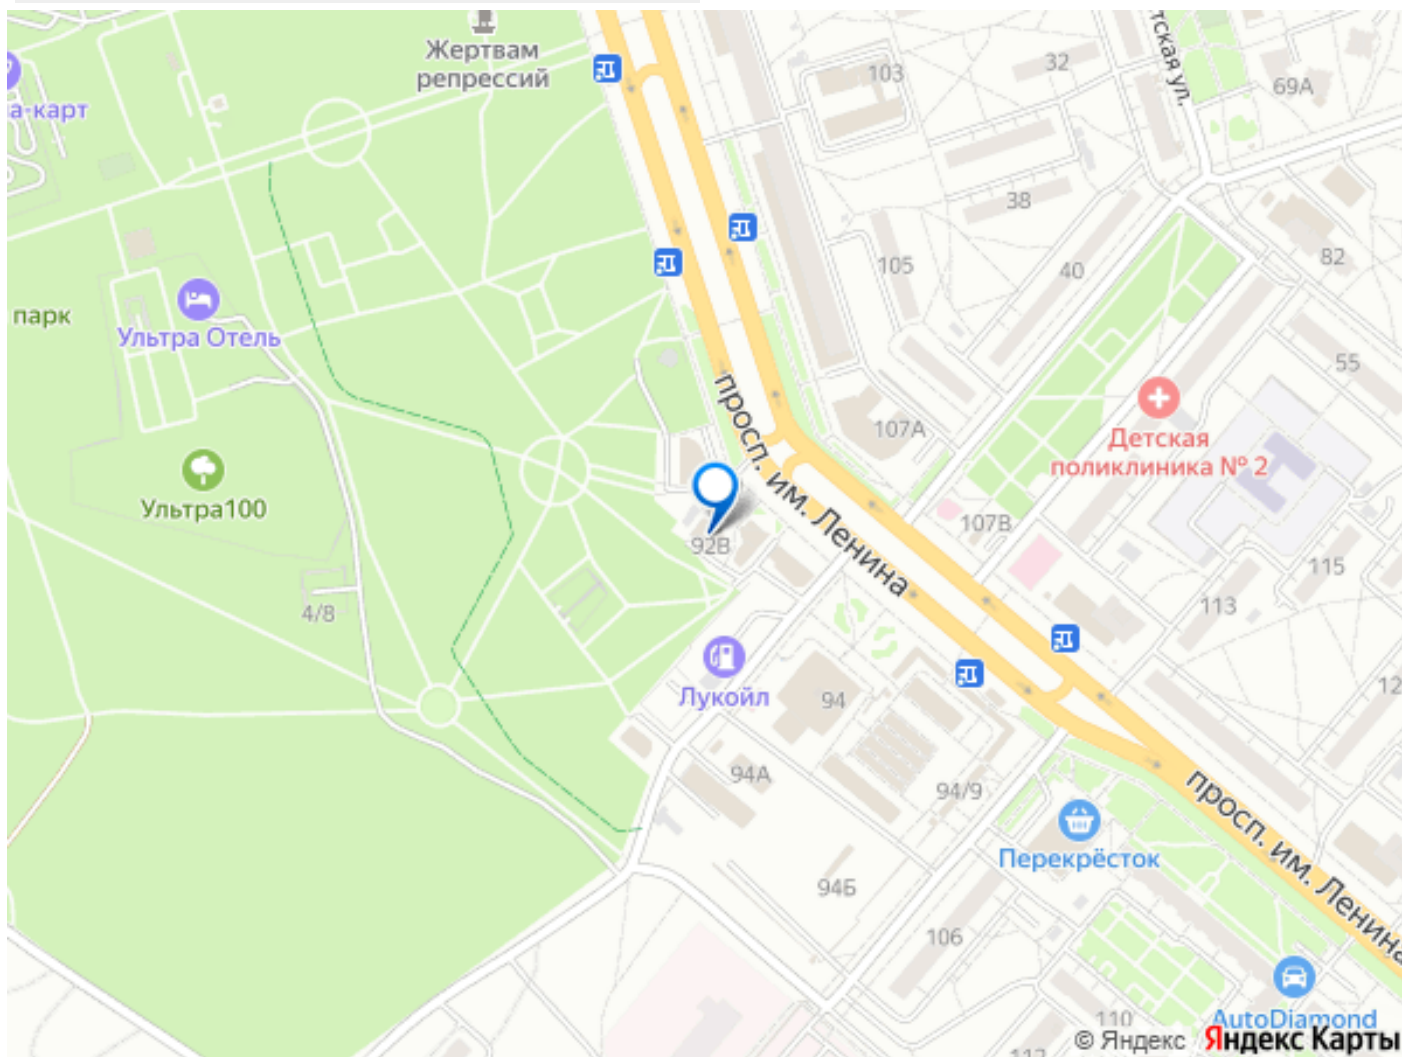 Жертвам
репрессий
тская ул.
103
32
69А
а-карт
38
105
40
82
парк
Ультра Отель
55
просп. им. Ленина
107А
Детская
поликлиника № 2
Ультра100
92В
107В
115
113
4/8
Лукойл
94
12
94А
94/9
просп. им. Ленина
Перекрёсток
94Б
106
110
AutoDiamond
112
© Яндекс Яндекс Карты